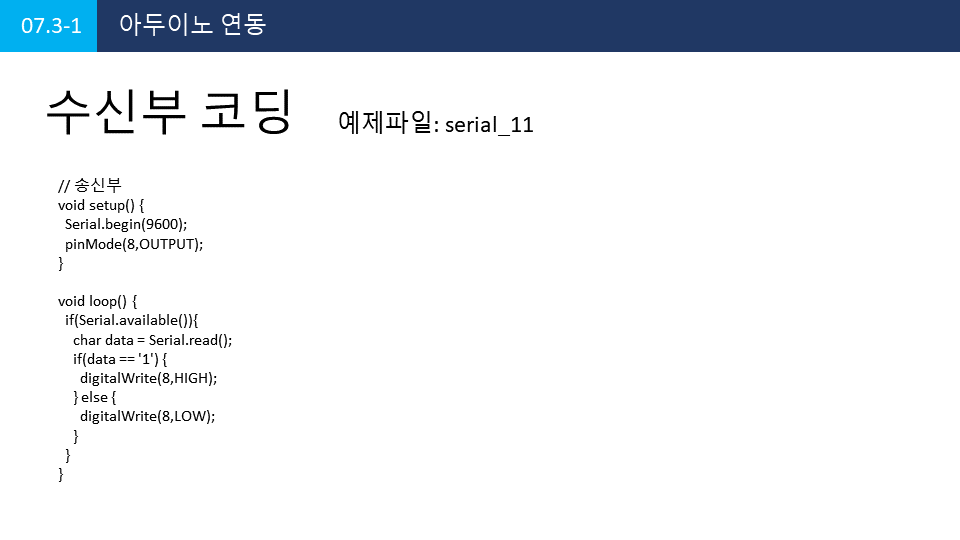 07.3-1 아두이노 연동
수신부 코딩 예제파일: serial_11
// 송신부
void setup() {
  Serial.begin(9600);
  pinMode(8,OUTPUT);
}

void loop() {
  if(Serial.available()){
    char data = Serial.read();
    if(data == '1') {
      digitalWrite(8,HIGH);
    } else {
      digitalWrite(8,LOW);
    }
  }
}